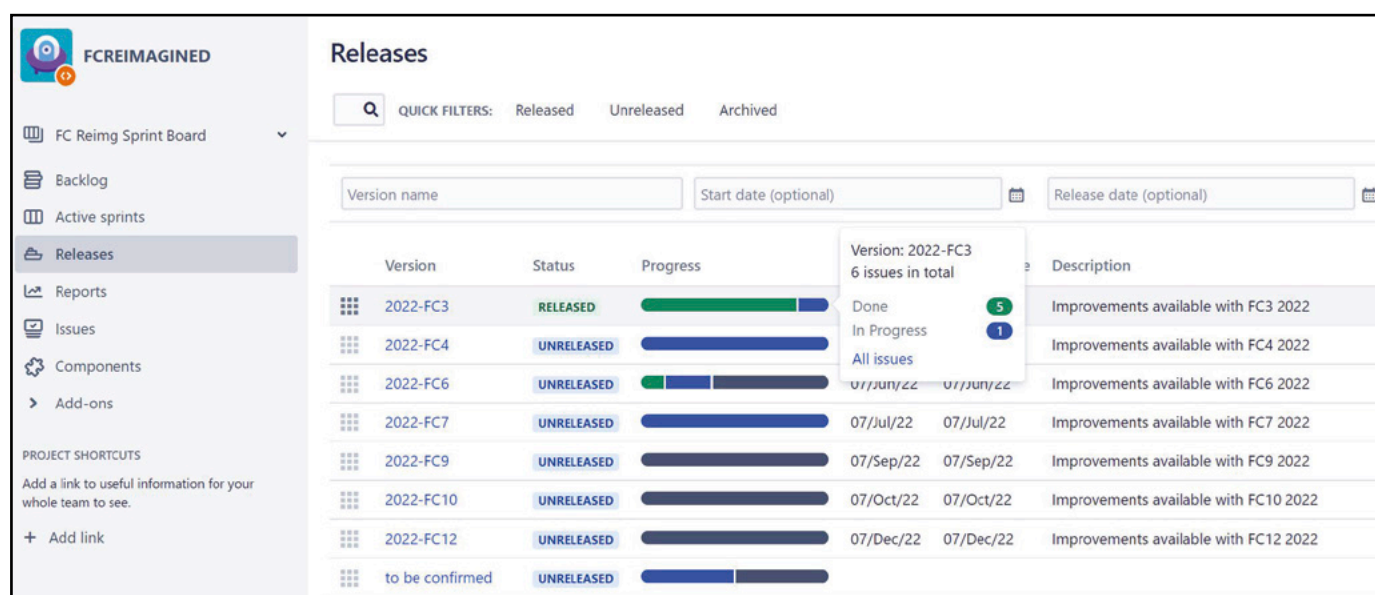 FCREIMAGINED
FC Reimg Sprint Board
Backlog
Active sprints
Releases
Reports
Issues
Components
Add-ons
PROJECT SHORTCUTS
Add a link to useful information for your
whole team to see.
+ Add link
Releases
QUICK FILTERS: Released Unreleased Archived
Version name Start date (optional) Release date (optional)
Version Status Progress e Description
Version: 2022-FC3
6 issues in total
Done 5
In Progress 1
All issues
2022-FC3 RELEASED Improvements available with FC3 2022
2022-FC4 UNRELEASED Improvements available with FC4 2022
2022-FC6 UNRELEASED 07/Jun/22 07/Jun/22 Improvements available with FC6 2022
2022-FC7 UNRELEASED 07/Jul/22 07/Jul/22 Improvements available with FC7 2022
2022-FC9 UNRELEASED 07/Sep/22 07/Sep/22 Improvements available with FC9 2022
2022-FC10 UNRELEASED 07/Oct/22 07/Oct/22 Improvements available with FC10 2022
2022-FC12 UNRELEASED 07/Dec/22 07/Dec/22 Improvements available with FC12 2022
to be confirmed UNRELEASED